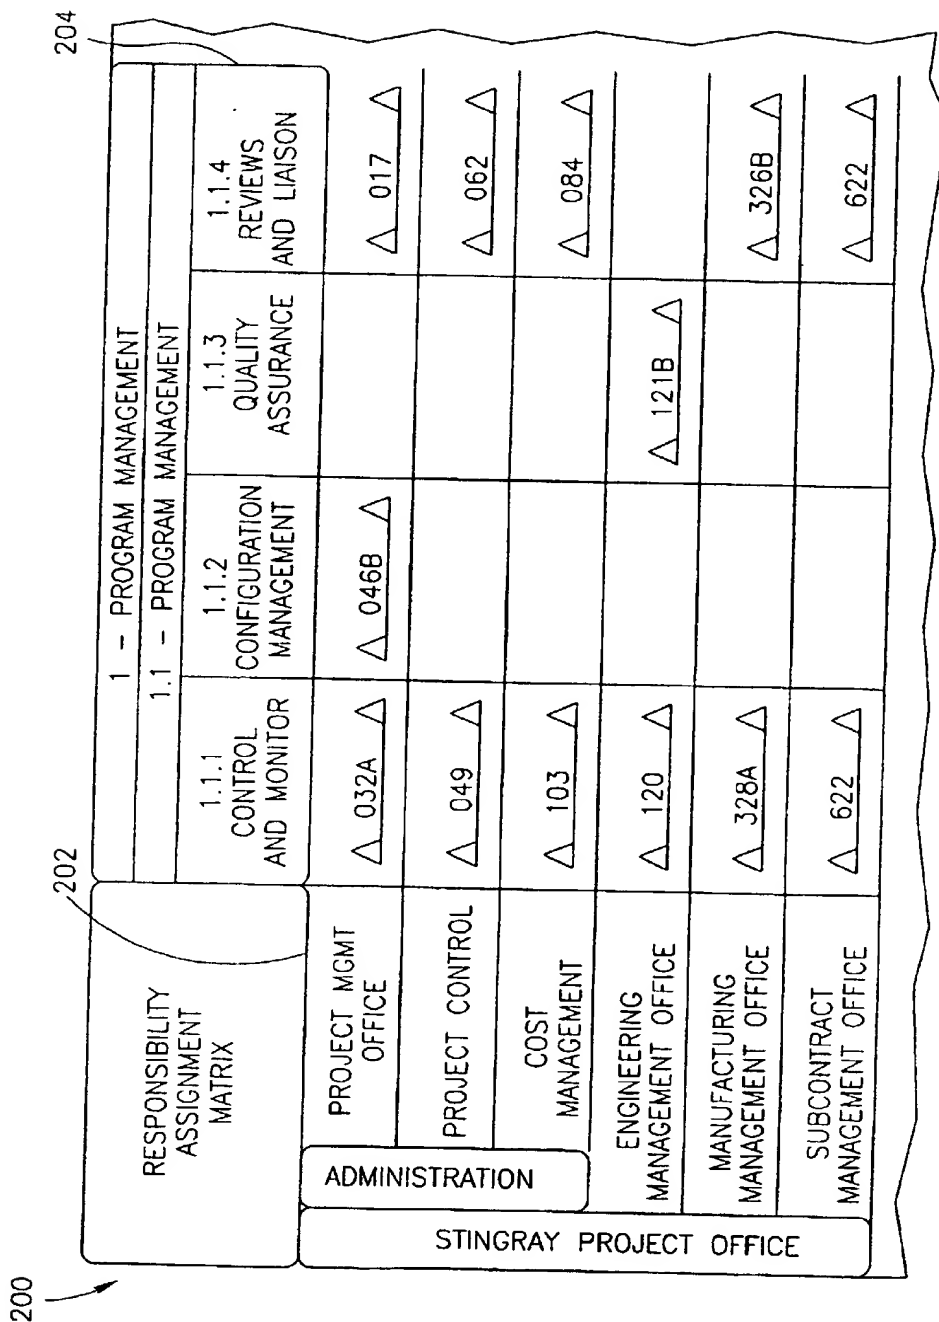 200
202
204
RESPONSIBILITY
ASSIGNMENT
MATRIX
1 - PROGRAM MANAGEMENT
1.1 - PROGRAM MANAGEMENT
1.1.1
CONTROL
AND MONITOR
1.1.2
CONFIGURATION
MANAGEMENT
1.1.3
QUALITY
ASSURANCE
1.1.4
REVIEWS
AND LIAISON
STINGRAY PROJECT OFFICE
ADMINISTRATION
PROJECT MGMT
OFFICE
032A
046B
017
PROJECT CONTROL
049
062
COST
MANAGEMENT
103
084
ENGINEERING
MANAGEMENT OFFICE
120
121B
MANUFACTURING
MANAGEMENT OFFICE
328A
326B
SUBCONTRACT
MANAGEMENT OFFICE
622
622